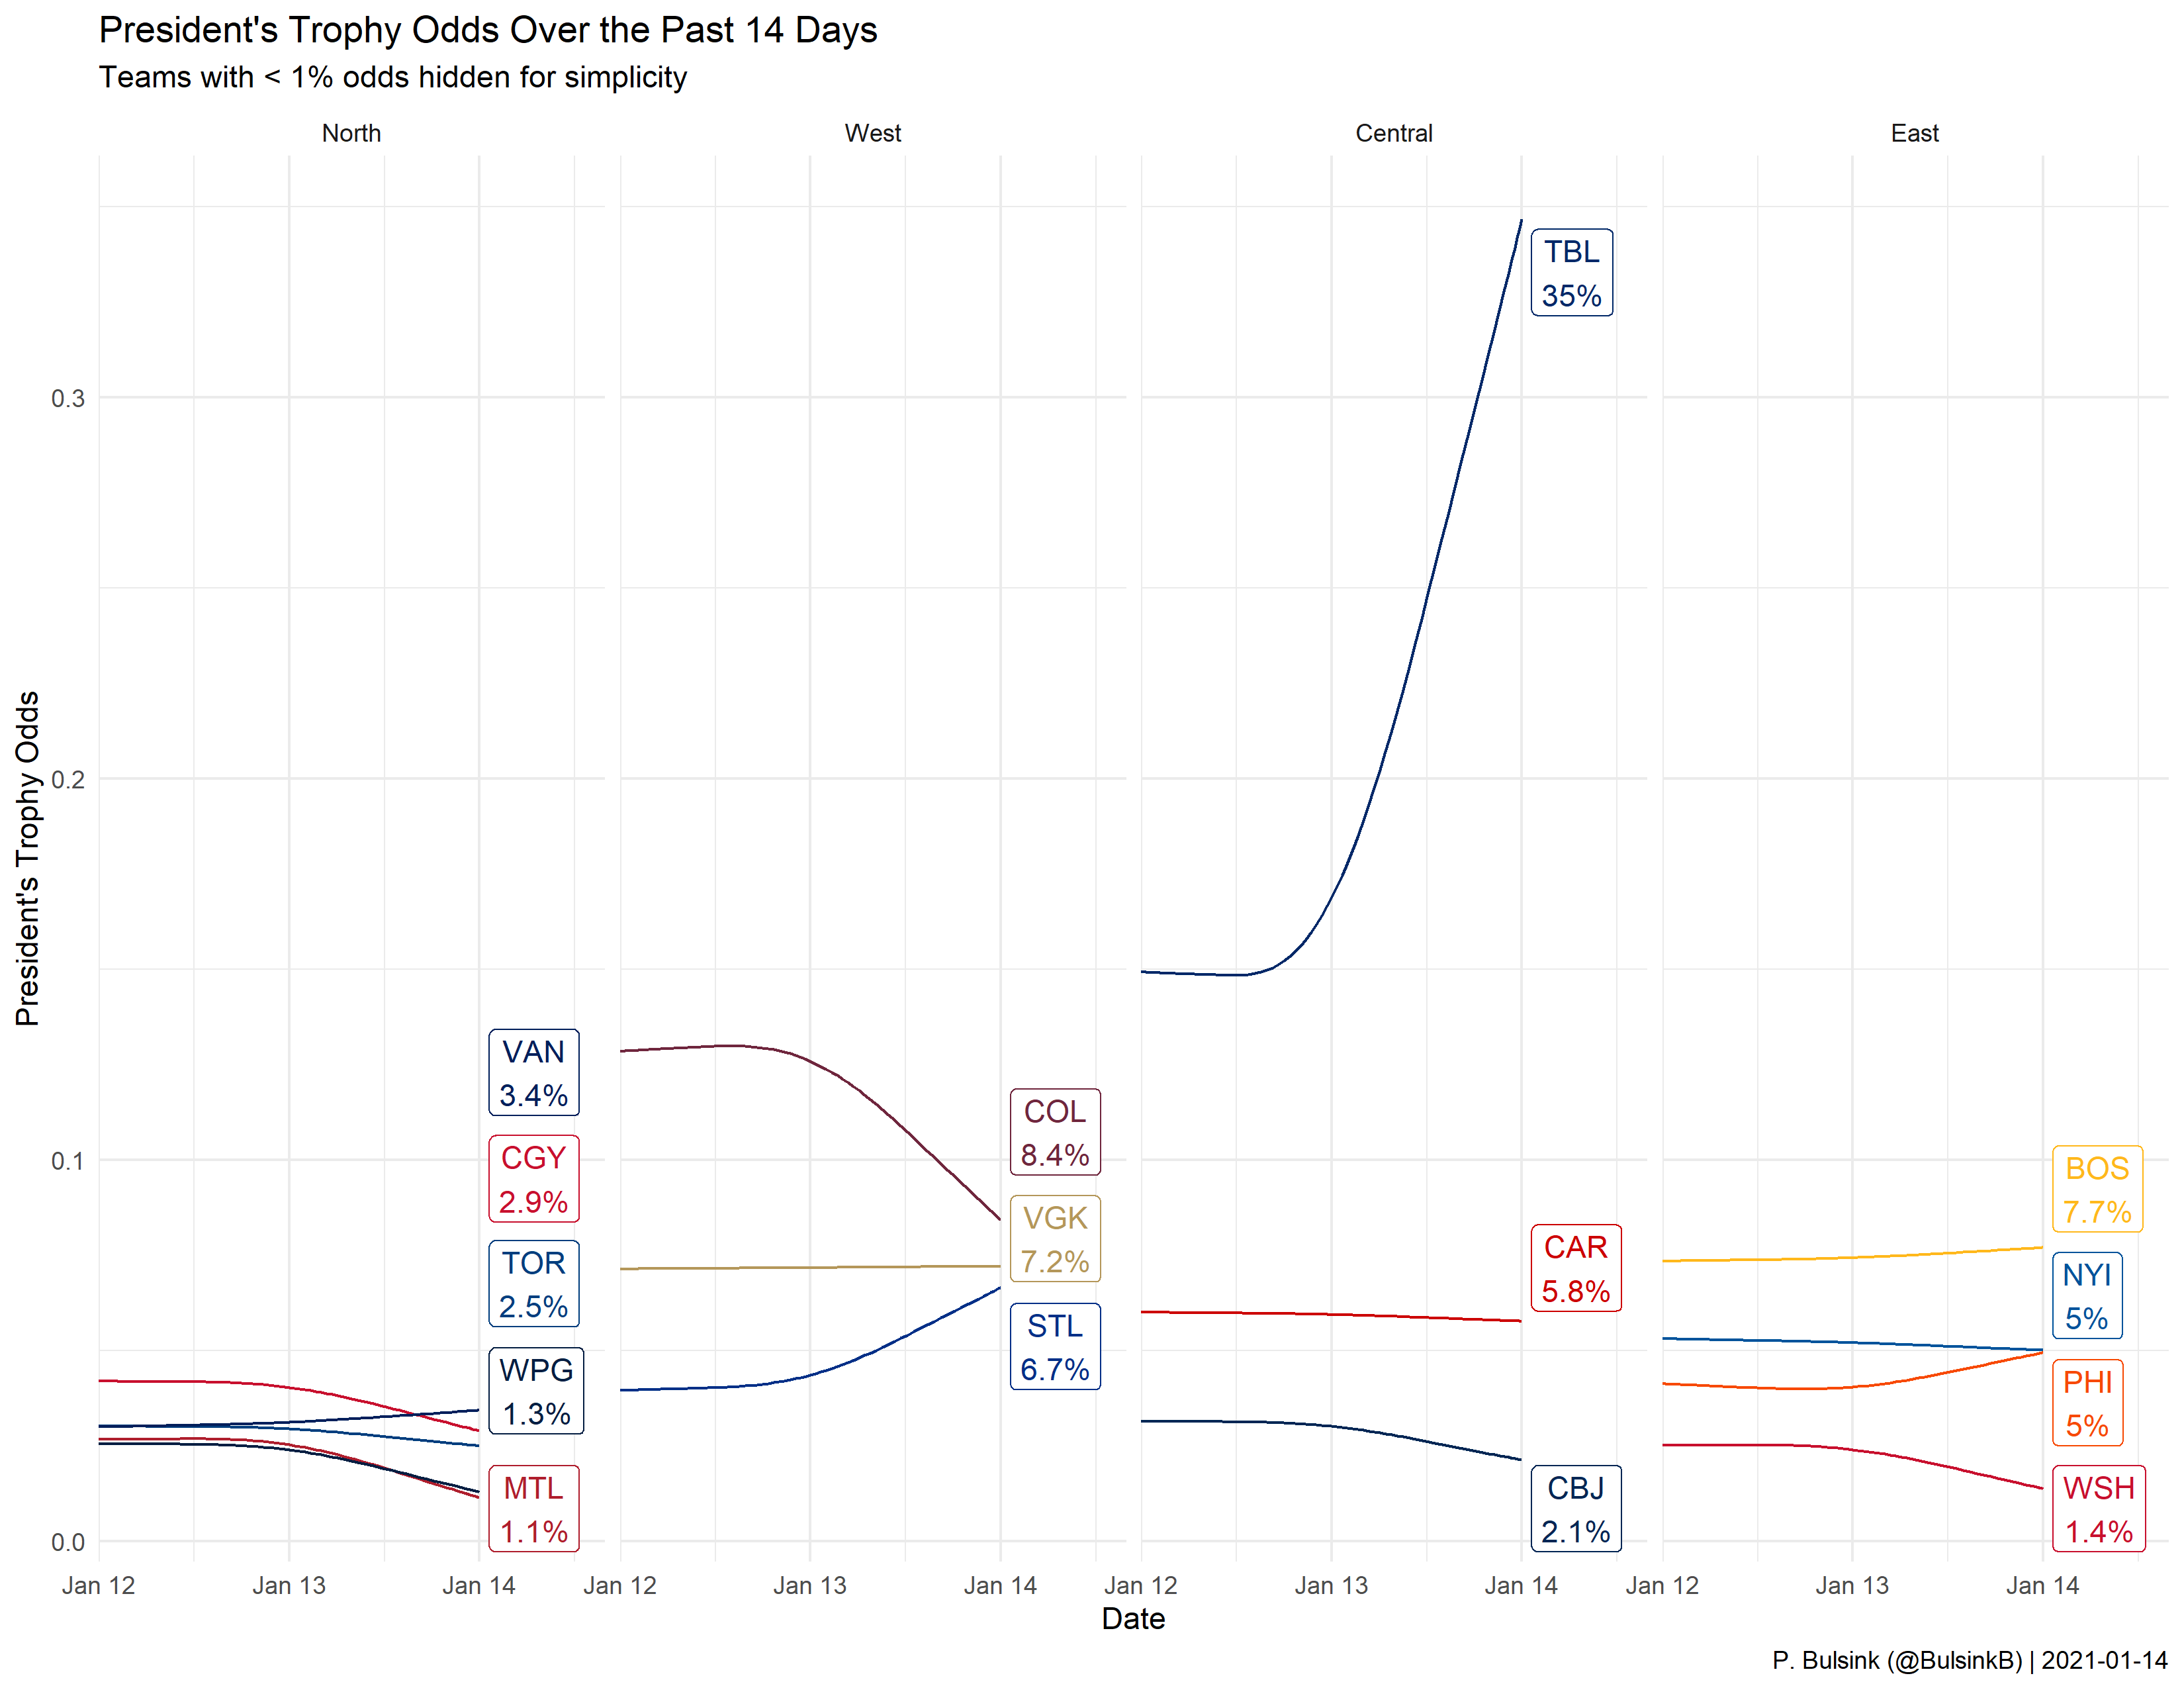 President's Trophy Odds Over the Past 14 Days
Teams with < 1% odds hidden for simplicity
North
West
Central
East
President's Trophy Odds
0.3
0.2
0.1
0.0
VAN
3.4%
CGY
2.9%
TOR
2.5%
WPG
1.3%
MTL
1.1%
COL
8.4%
VGK
7.2%
STL
6.7%
TBL
35%
CAR
5.8%
CBJ
2.1%
BOS
7.7%
NYI
5%
PHI
5%
WSH
1.4%
Jan 12 Jan 13 Jan 14
Jan 12 Jan 13 Jan 14
Jan 12 Jan 13 Jan 14
Jan 12 Jan 13 Jan 14
Date
P. Bulsink (@BulsinkB) | 2021-01-14